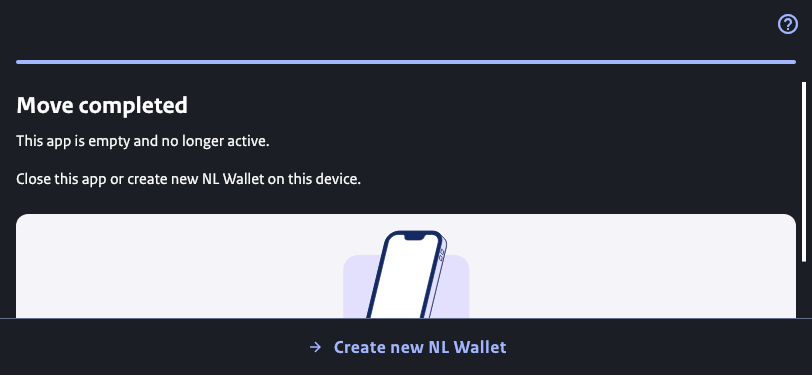 Move completed
This app is empty and no longer active.
Close this app or create new NL Wallet on this device.
Create new NL Wallet